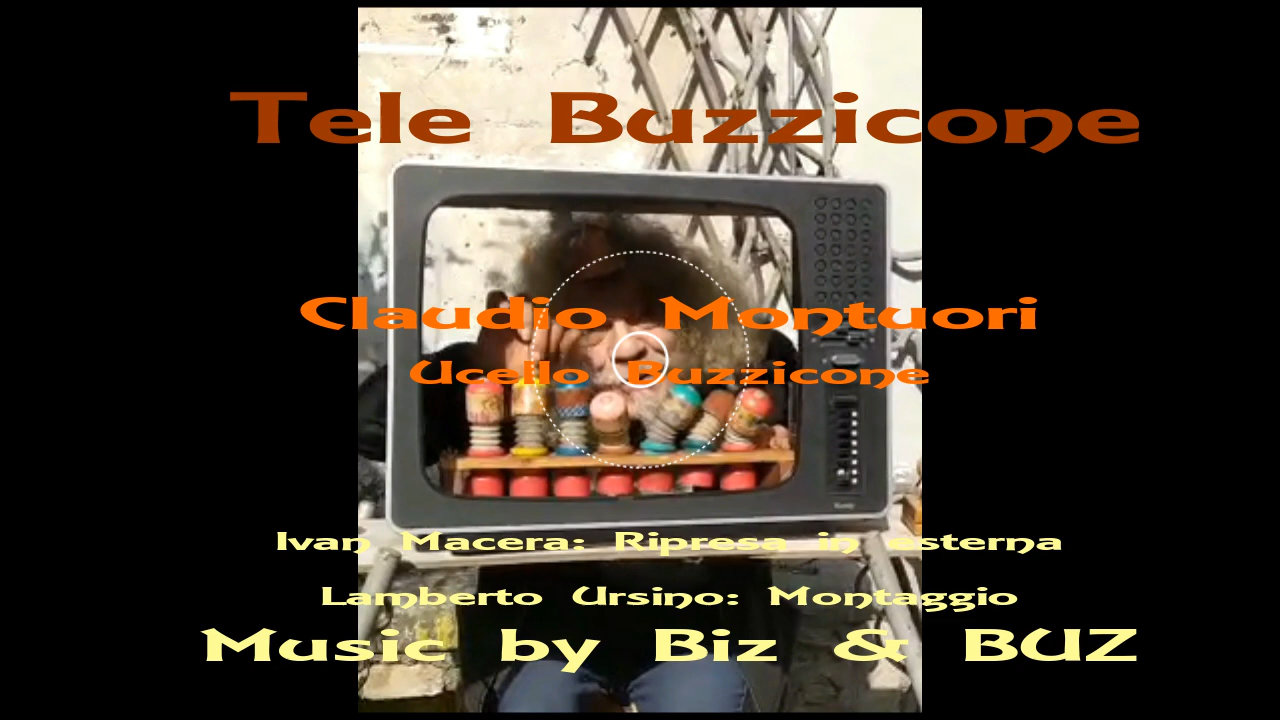 Tele Buzzicone
Claudio Montuori
Ucello Buzzicone
Ivan Macera: Ripresa in esterna
Lamberto Ursino: Montaggio
Music by Biz & BUZ